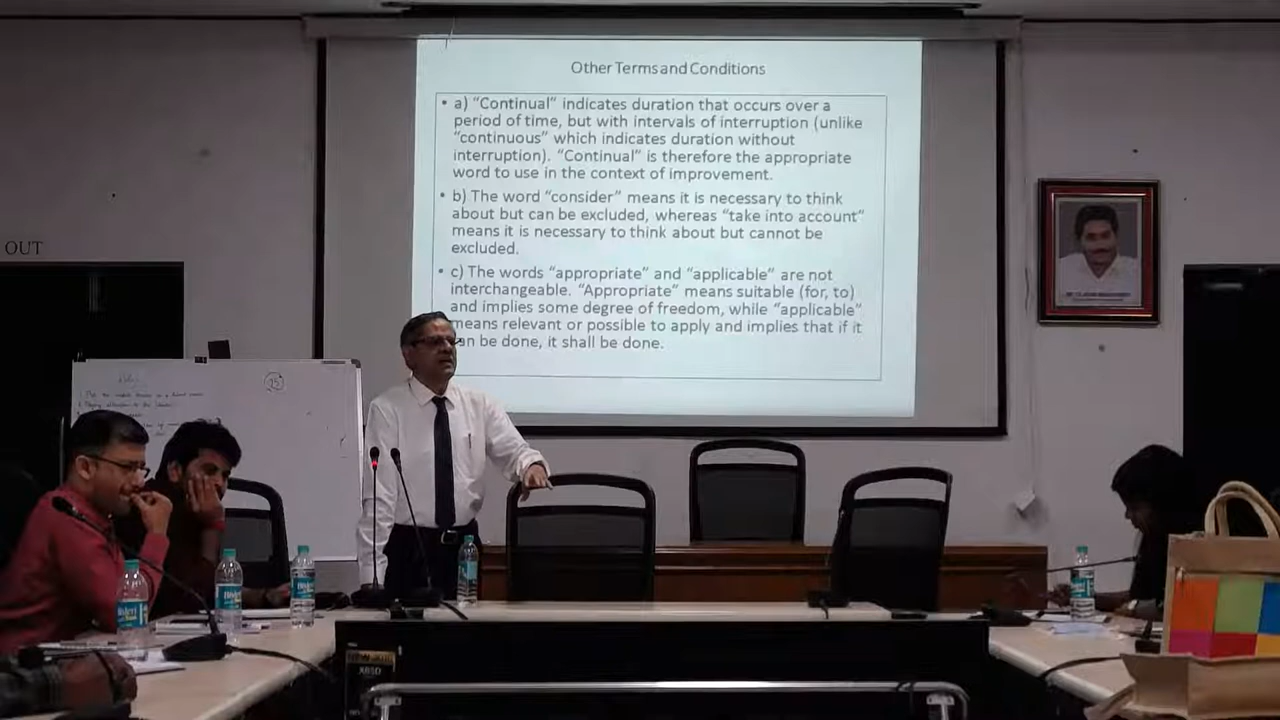 Other Terms and Conditions
• a) “Continual” indicates duration that occurs over a
period of time, but with intervals of interruption (unlike
“continuous” which indicates duration without
interruption). “Continual” is therefore the appropriate
word to use in the context of improvement.
• b) The word “consider” means it is necessary to think
about but can be excluded, whereas “take into account”
means it is necessary to think about but cannot be
excluded.
• c) The words “appropriate” and “applicable” are not
interchangeable. “Appropriate” means suitable (for, to)
and implies some degree of freedom, while “applicable”
means relevant or possible to apply and implies that if it
an be done, it shall be done.
OUT
Bisleri
Bisleri
Bisleri